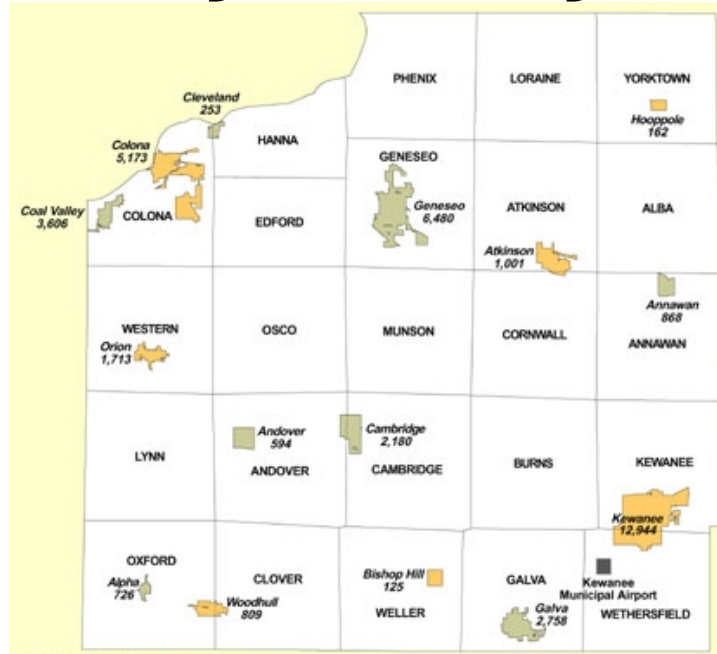 PHENIX
LORAINE
YORKTOWN
Cleveland
253
Hooppole
162
Colona
5,173
HANNA
GENESEO
Coal Valley
3,606
COLONA
EDFORD
Geneseo
6,480
ATKINSON
ALBA
Atkinson
1,001
Annawan
868
WESTERN
OSCO
MUNSON
CORNWALL
ANNAWAN
Orion
1,713
Andover
594
Cambridge
2,180
LYNN
ANDOVER
CAMBRIDGE
BURNS
KEWANEE
Kewanee
12,944
OXFORD
Alpha
726
CLOVER
Woodhull
809
Bishop Hill
125
WELLER
GALVA
Kewanee
Municipal Airport
Galva
2,758
WETHERSFIELD